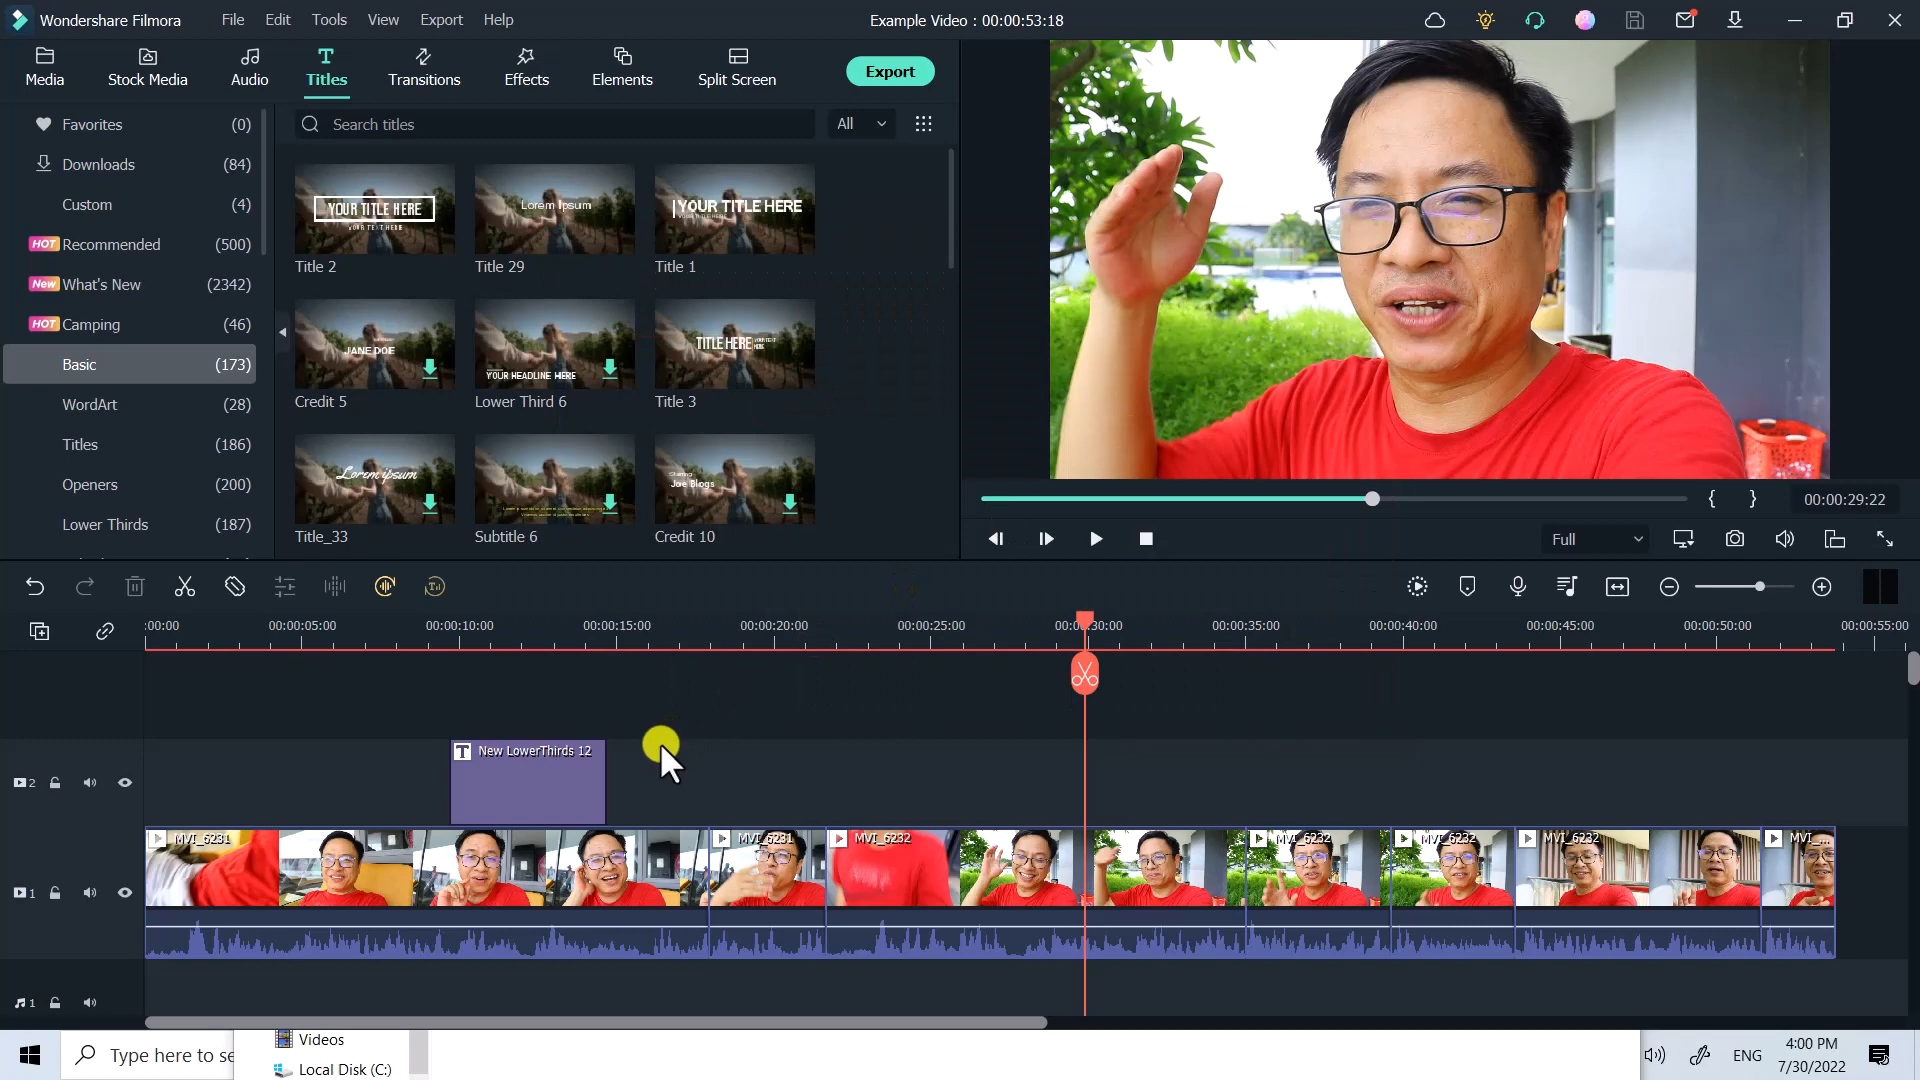 Wondershare Filmora File Edit Tools View Export Help Example Video : 00:00:53:18
Media Stock Media Audio Titles Transitions Effects Elements Split Screen Export
Favorites (0)
Downloads (84)
Custom (4)
HOT Recommended (500)
New What's New (2342)
HOT Camping (46)
Basic (173)
WordArt (28)
Titles (186)
Openers (200)
Lower Thirds (187)
Search titles All
YOUR TITLE HERE
Lorem Ipsum
YOUR TITLE HERE
Title 2 Title 29 Title 1
JANE DOE
YOUR HEADLINE HERE
TITLE HERE
Credit 5 Lower Third 6 Title 3
Lorem ipsum
Joe Blogs
Title_33 Subtitle 6 Credit 10
{ } 00:00:29:22
Full
:00:00 00:00:05:00 00:00:10:00 00:00:15:00 00:00:20:00 00:00:25:00 00:00:30:00 00:00:35:00 00:00:40:00 00:00:45:00 00:00:50:00 00:00:55:00
T New LowerThirds 12
2
MVI_6231 MVI_6231 MVI_6232 MVI_6232 MVI_6232 MVI_6232 MVI_...
1
1
Type here to se
Videos
Local Disk (C:)
ENG
4:00 PM
7/30/2022